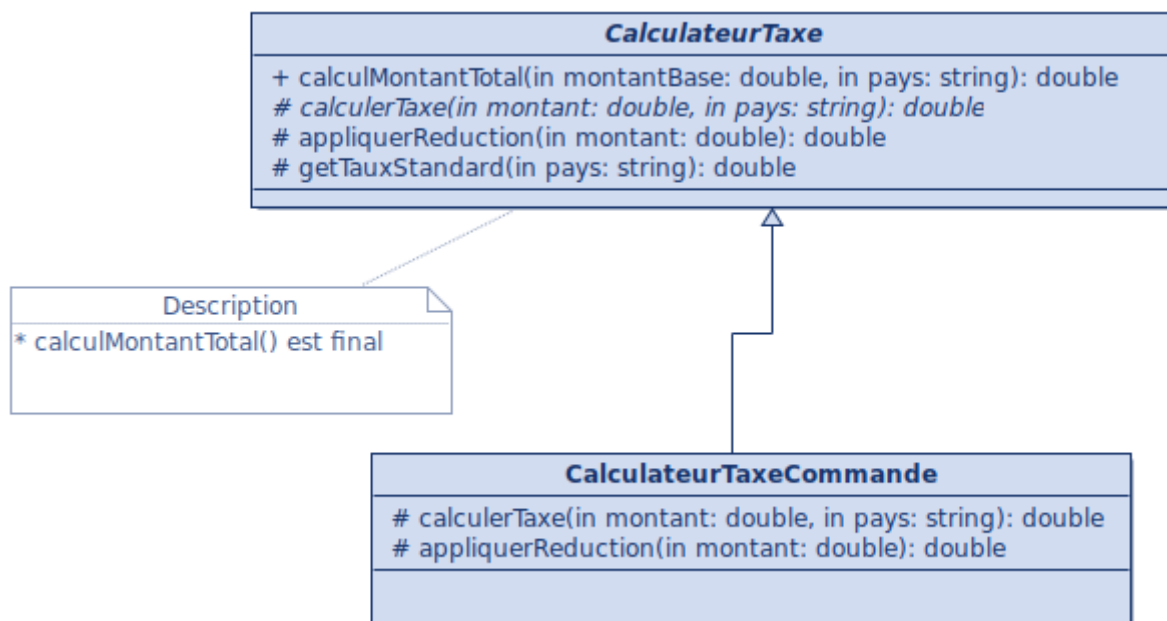 CalculateurTaxe
+ calculMontantTotal(in montantBase: double, in pays: string): double
# calculerTaxe(in montant: double, in pays: string): double
# appliquerReduction(in montant: double): double
# getTauxStandard(in pays: string): double
Description
* calculMontantTotal() est final
CalculateurTaxeCommande
# calculerTaxe(in montant: double, in pays: string): double
# appliquerReduction(in montant: double): double